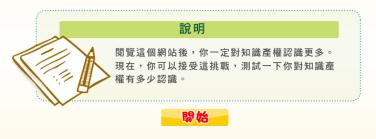 說明
閱覽這個網站後，你一定對知識產權認識更多。
現在，你可以接受這挑戰，測試一下你對知識產
權有多少認識。
開始